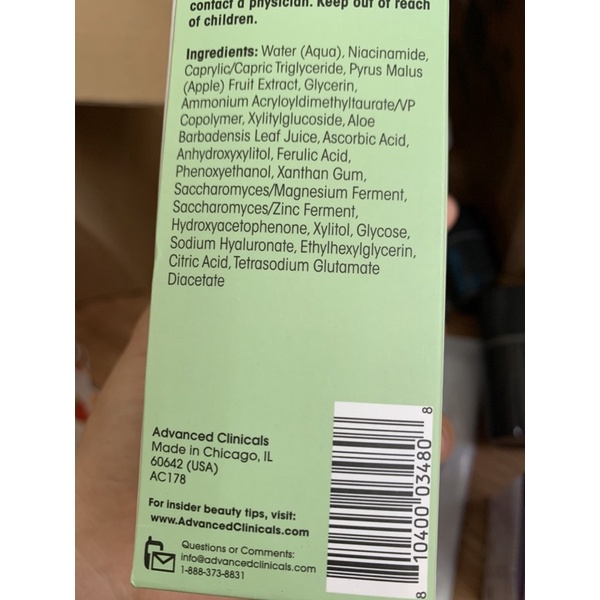 contact a physician. Keep out of reach
of children.
Ingredients: Water (Aqua), Niacinamide,
Caprylic/Capric Triglyceride, Pyrus Malus
(Apple) Fruit Extract, Glycerin,
Ammonium Acryloyldimethyltaurate/VP
Copolymer, Xylitylglucoside, Aloe
Barbadensis Leaf Juice, Ascorbic Acid,
Anhydroxyxylitol, Ferulic Acid,
Phenoxyethanol, Xanthan Gum,
Saccharomyces/Magnesium Ferment,
Saccharomyces/Zinc Ferment,
Hydroxyacetophenone, Xylitol, Glycose,
Sodium Hyaluronate, Ethylhexylglycerin,
Citric Acid, Tetrasodium Glutamate
Diacetate
Advanced Clinicals
Made in Chicago, IL
60642 (USA)
AC178
For insider beauty tips, visit:
www.AdvancedClinicals.com
Questions or Comments:
info@advancedclinicals.com
1-888-373-8831
8 10400 03480 8